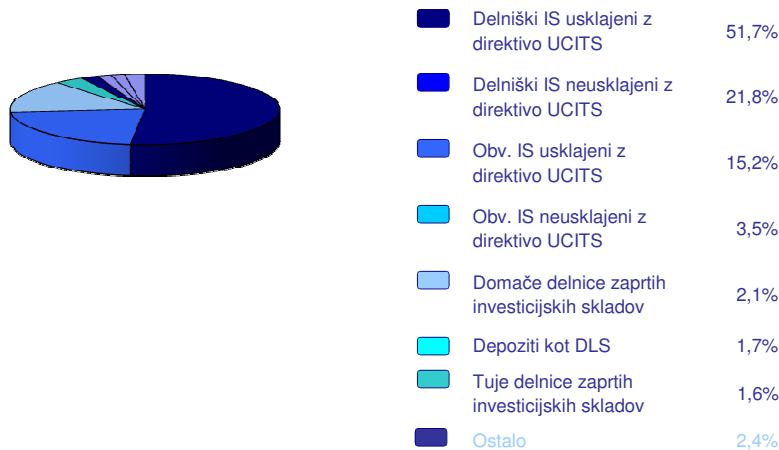 Delniški IS usklajeni z
direktivo UCITS
51,7%
Delniški IS neusklajeni z
direktivo UCITS
21,8%
Obv. IS usklajeni z
direktivo UCITS
15,2%
Obv. IS neusklajeni z
direktivo UCITS
3,5%
Domače delnice zaprtih
investicijskih skladov
2,1%
Depoziti kot DLS
1,7%
Tuje delnice zaprtih
investicijskih skladov
1,6%
Ostalo
2,4%